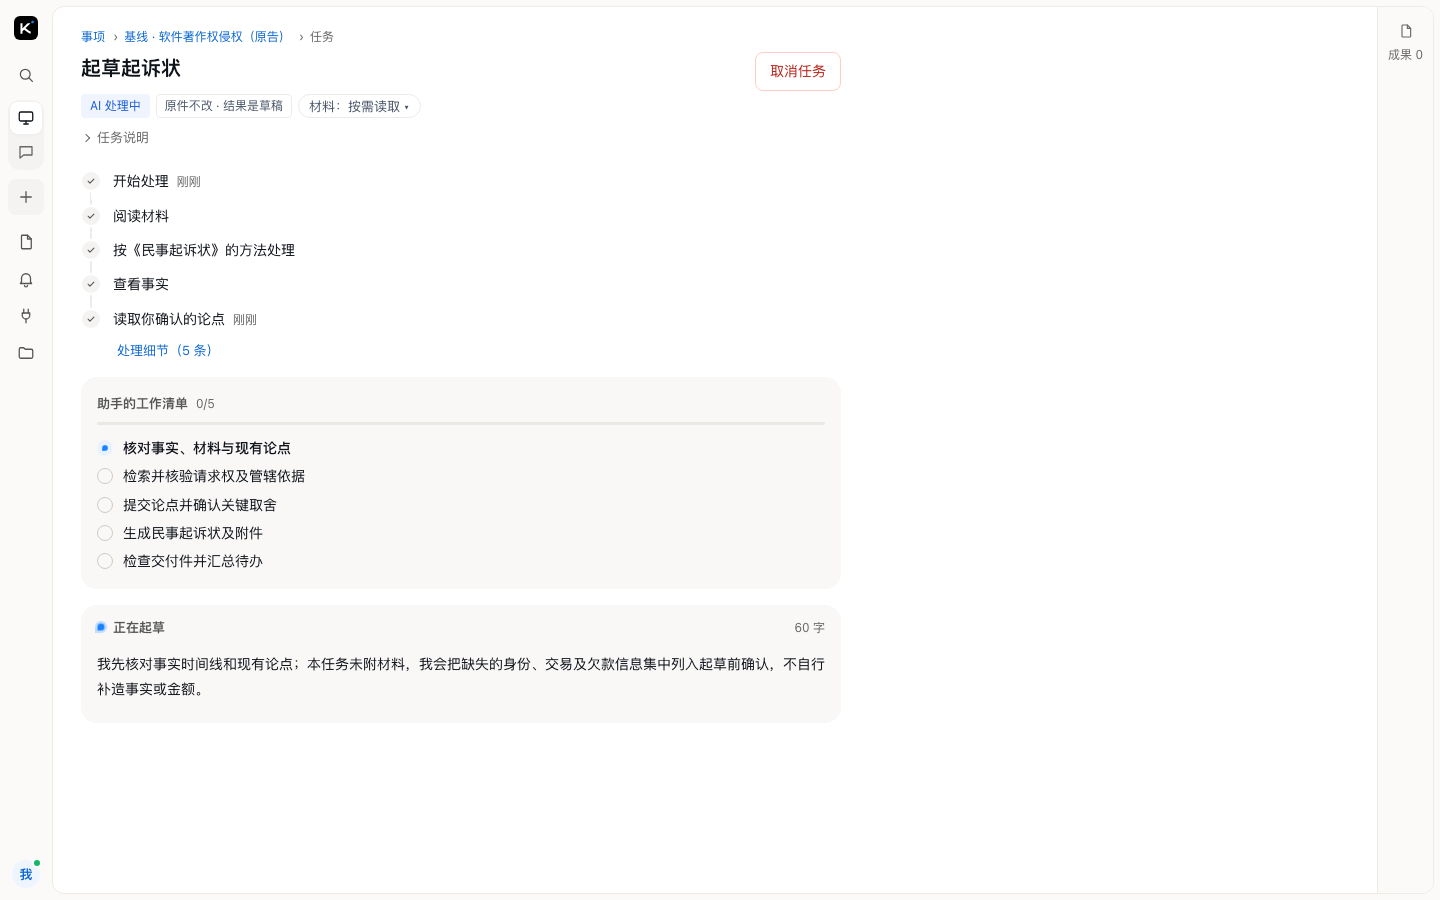 事项 › 基线 · 软件著作权侵权（原告） › 任务
起草起诉状
取消任务
AI 处理中
原件不改 · 结果是草稿
材料：按需读取 ▾
任务说明
开始处理 刚刚
阅读材料
按《民事起诉状》的方法处理
查看事实
读取你确认的论点 刚刚
处理细节（5 条）
助手的工作清单 0/5
核对事实、材料与现有论点
检索并核验请求权及管辖依据
提交论点并确认关键取舍
生成民事起诉状及附件
检查交付件并汇总待办
正在起草
60 字
我先核对事实时间线和现有论点；本任务未附材料，我会把缺失的身份、交易及欠款信息集中列入起草前确认，不自行
补造事实或金额。
成果 0
我